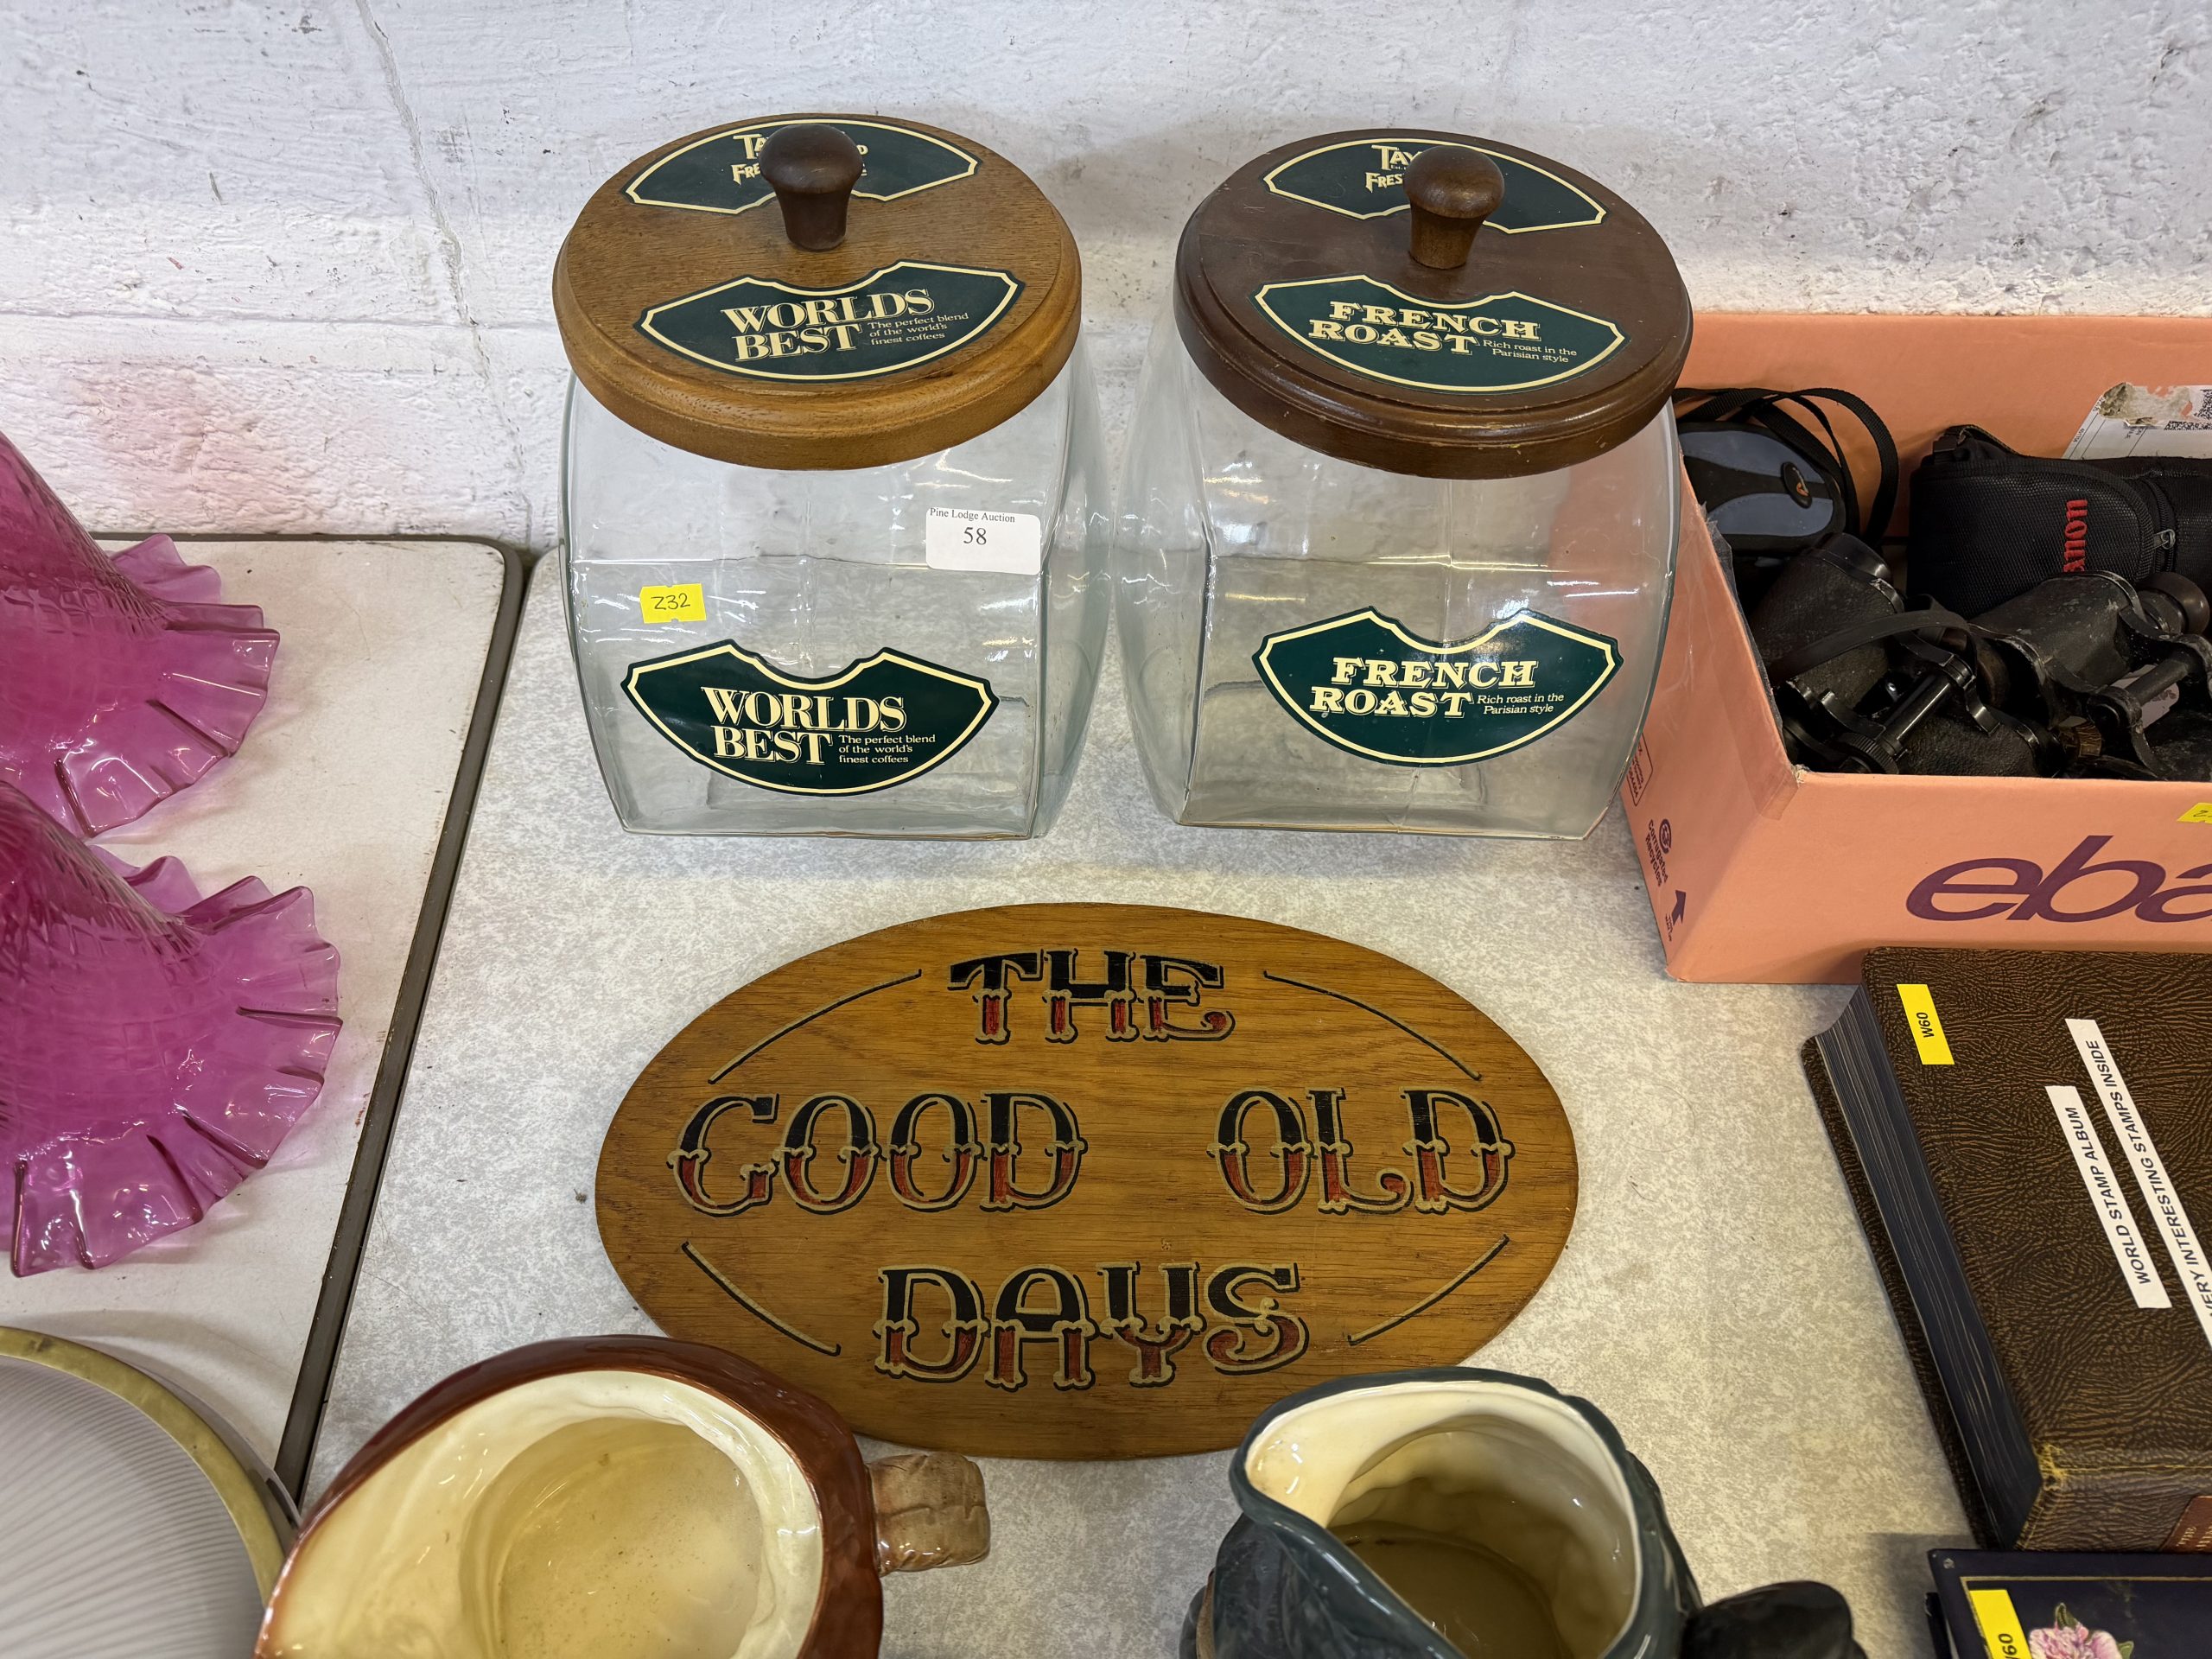 WORLDS
BEST
The perfect blend
of the world's
finest coffees
FRENCH
ROAST
Rich roast in the
Parisian style
Pine Lodge Auction
58
Z32
WORLDS
BEST
The perfect blend
of the world's
finest coffees
FRENCH
ROAST
Rich roast in the
Parisian style
THE
GOOD OLD
DAYS
W60
WORLD STAMP ALBUM
VERY INTERESTING STAMPS INSIDE